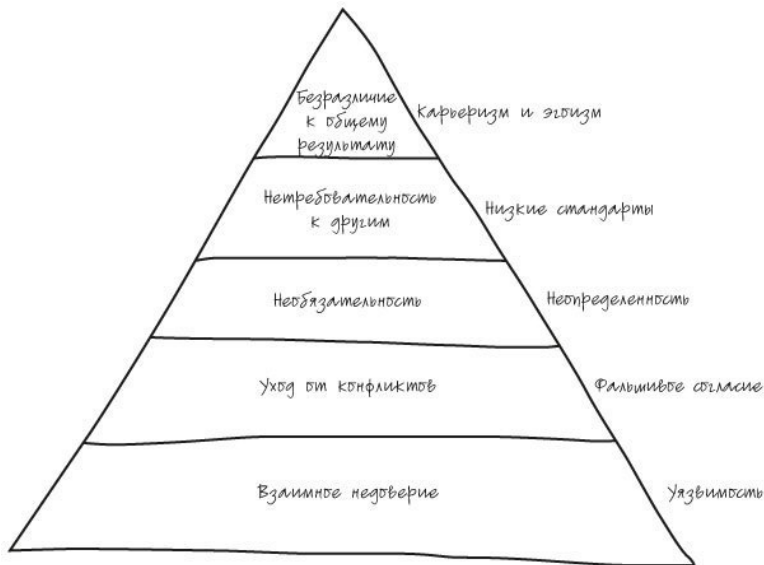 Безразличие
к общему
результату
Карьеризм и эгоизм
Нетребовательность
к другим
Низкие стандарты
Необязательность
Неопределенность
Уход от конфликтов
Фальшивое согласие
Взаимное недоверие
Уязвимость